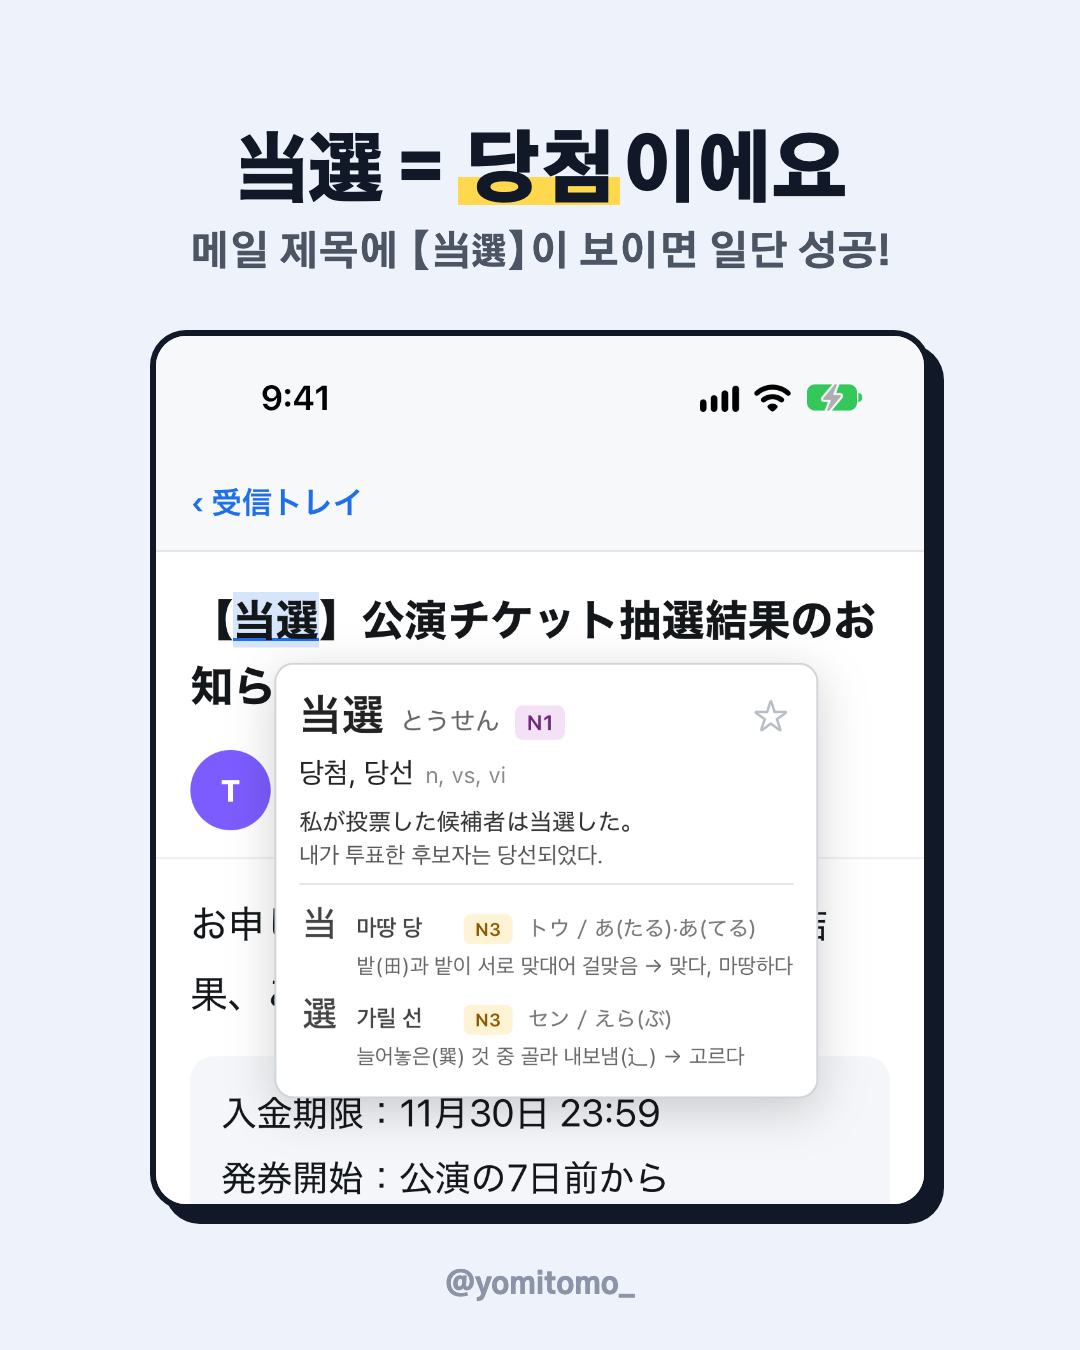 当選 = 당첨이에요
메일 제목에【当選】이 보이면 일단 성공!
9:41
‹ 受信トレイ
【当選】公演チケット抽選結果のお
知ら
当選 とうせん N1
당첨, 당선 n, vs, vi
私が投票した候補者は当選した。
내가 투표한 후보자는 당선되었다.
T
お申し
果、
当 마땅 당 N3 トウ / あ(たる)·あ(てる)
밭(田)과 밭이 서로 맞대어 걸맞음 → 맞다, 마땅하다
選 가릴 선 N3 セン / えら(ぶ)
늘어놓은(巽) 것 중 골라 내보냄(辶) → 고르다
入金期限：11月30日 23:59
発券開始：公演の7日前から
@yomitomo_